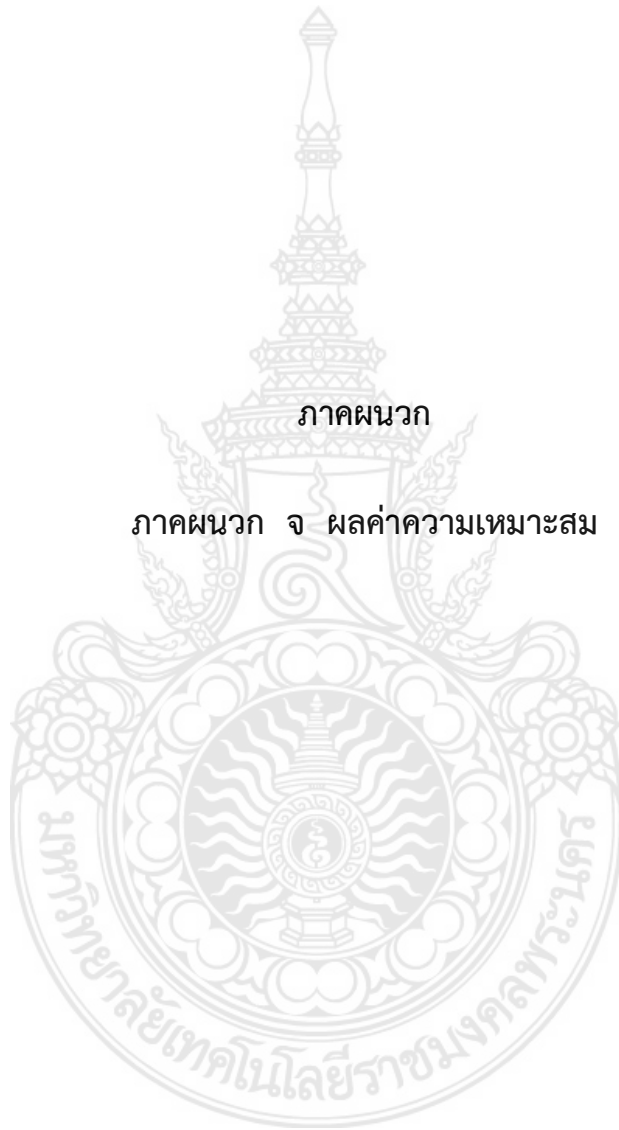 ภาคผนวก
ภาคผนวก จ ผลค่าความเหมาะสม
มหาวิทยาลัยเทคโนโลยีราชมงคลพระนคร